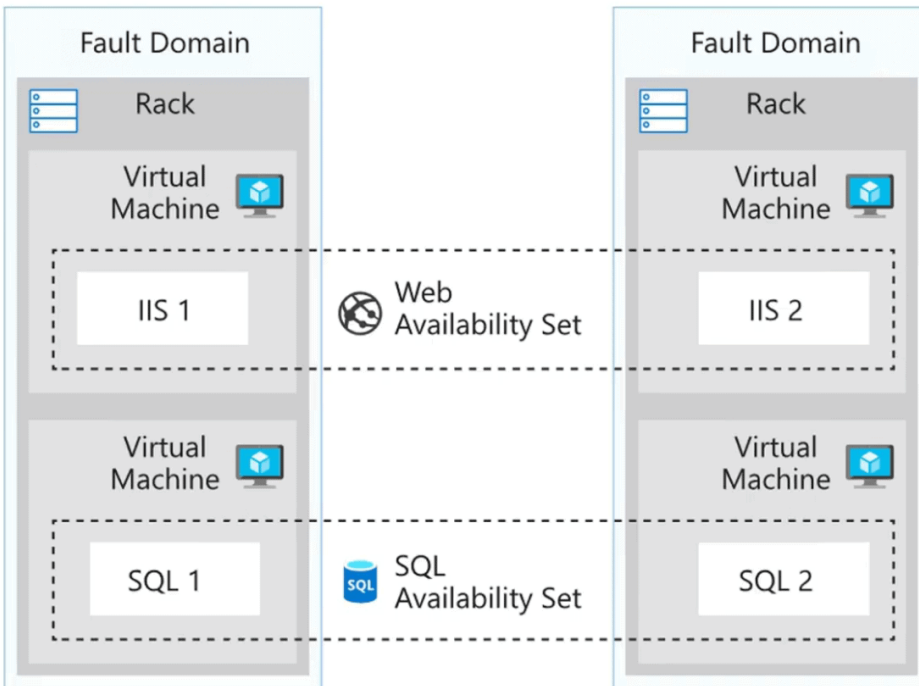 Fault Domain
Fault Domain
Rack
Rack
Virtual
Machine
Virtual
Machine
IIS 1
Web
Availability Set
IIS 2
Virtual
Machine
Virtual
Machine
SQL 1
SQL
SQL
Availability Set
SQL 2